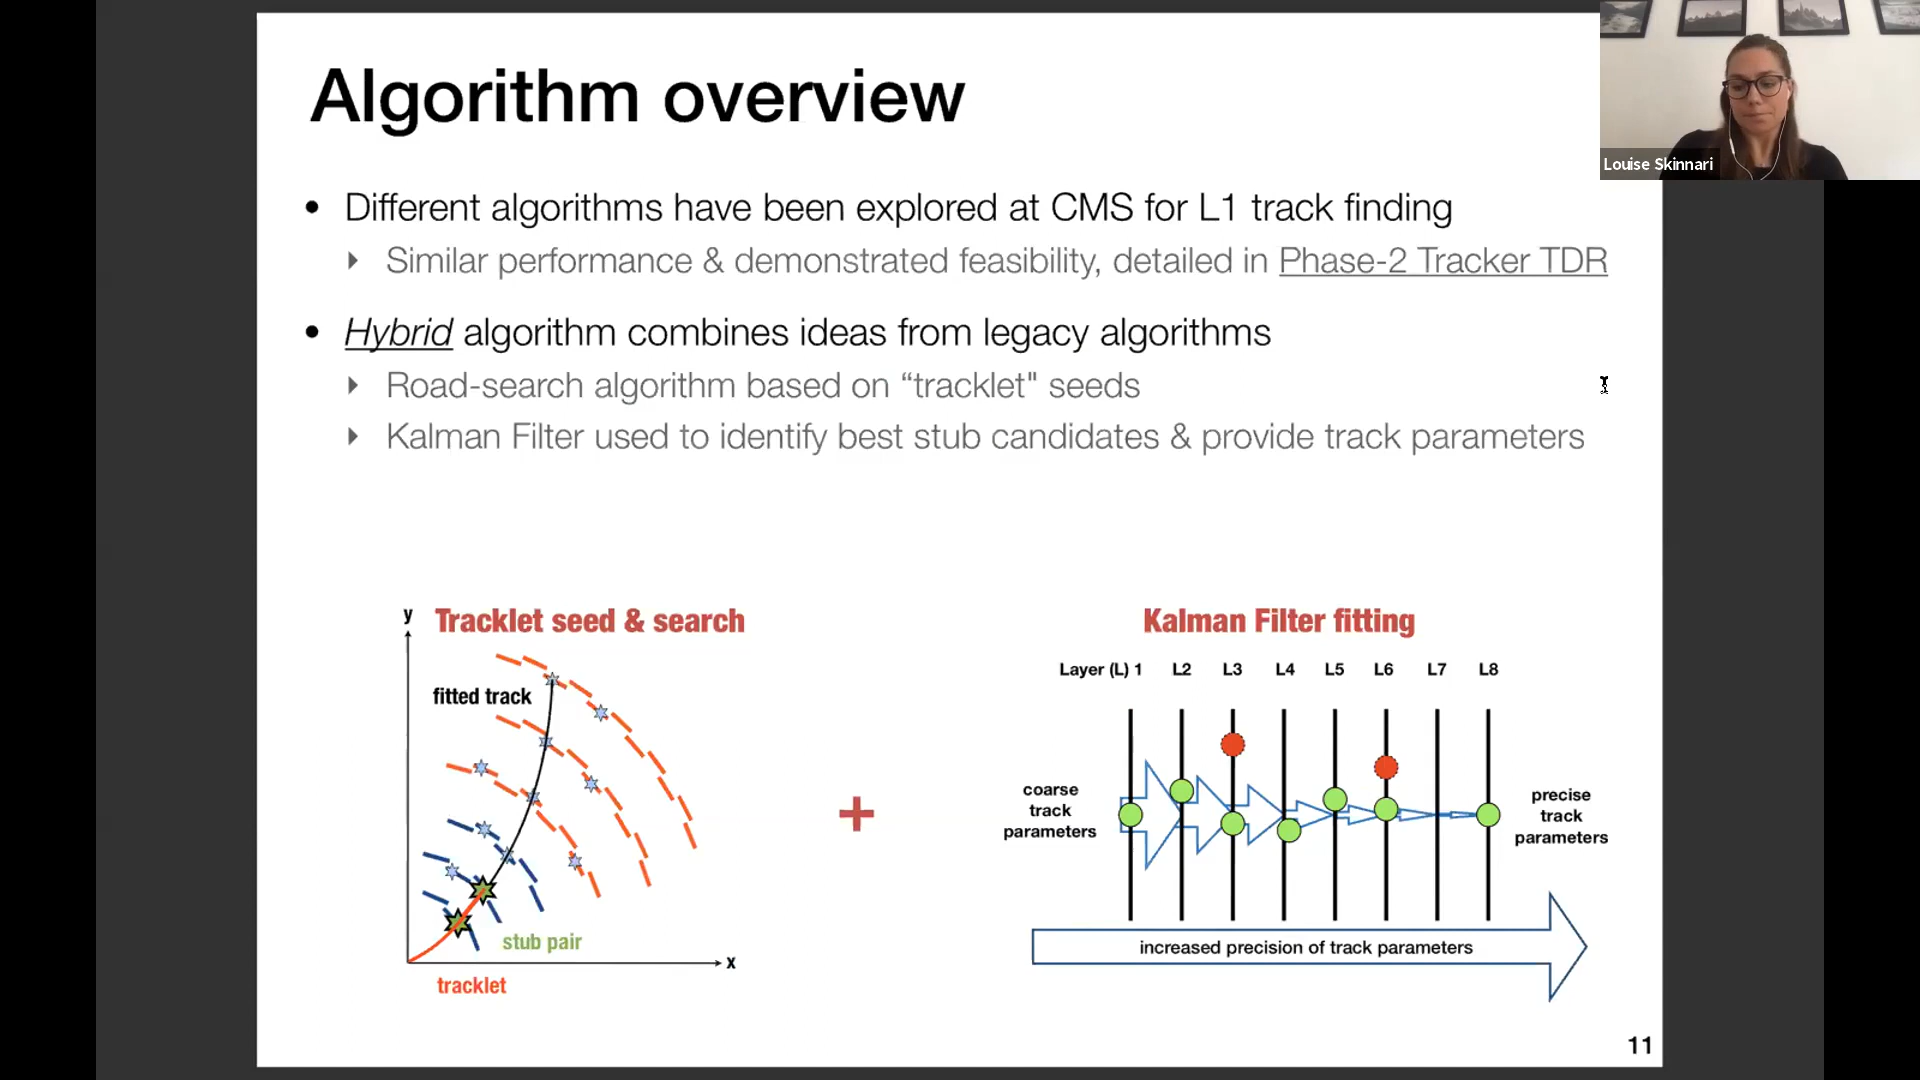 Algorithm overview
Louise Skinnari
• Different algorithms have been explored at CMS for L1 track finding
‣ Similar performance & demonstrated feasibility, detailed in Phase-2 Tracker TDR
• Hybrid algorithm combines ideas from legacy algorithms
‣ Road-search algorithm based on “tracklet" seeds
‣ Kalman Filter used to identify best stub candidates & provide track parameters
y
Tracklet seed & search
fitted track
stub pair
x
tracklet
+
Kalman Filter fitting
Layer (L) 1 L2 L3 L4 L5 L6 L7 L8
coarse
track
parameters
precise
track
parameters
increased precision of track parameters
11